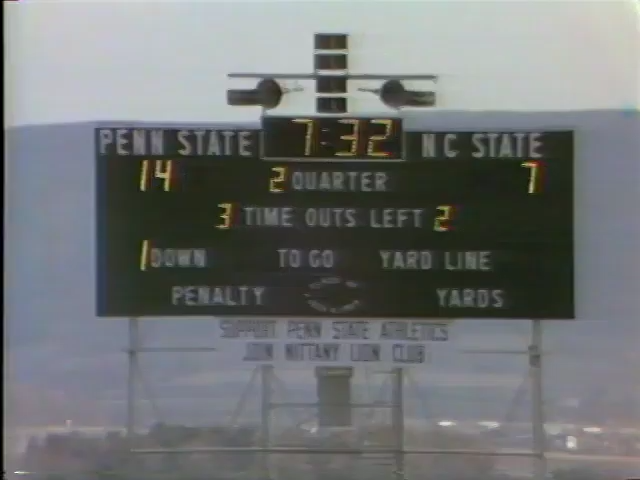 7:32
PENN STATE NC STATE
14 2 QUARTER 7
3 TIME OUTS LEFT 2
1 DOWN TO GO YARD LINE
PENALTY YARDS
SUPPORT PENN STATE ATHLETICS
JOIN NITTANY LION CLUB